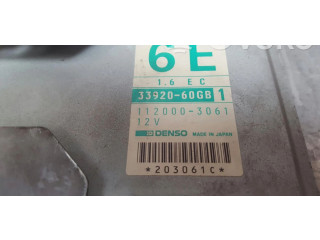 6E
1.6 EC
33920-60GB 1
112000-3061
12V
DENSO MADE IN JAPAN
*203061C*